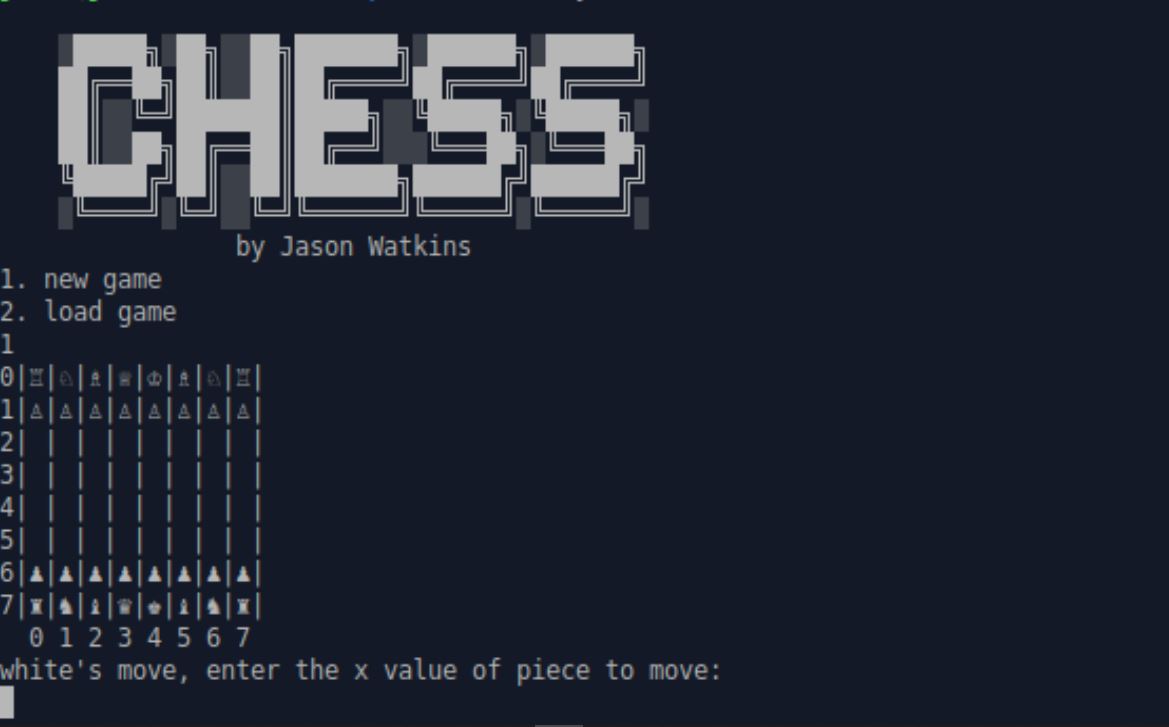 CHESS
by Jason Watkins
1. new game
2. load game
1
0|♖|♘|♗|♕|♔|♗|♘|♖|
1|♙|♙|♙|♙|♙|♙|♙|♙|
2| | | | | | | | |
3| | | | | | | | |
4| | | | | | | | |
5| | | | | | | | |
6|♟|♟|♟|♟|♟|♟|♟|♟|
7|♜|♞|♝|♛|♚|♝|♞|♜|
0 1 2 3 4 5 6 7
white's move, enter the x value of piece to move: